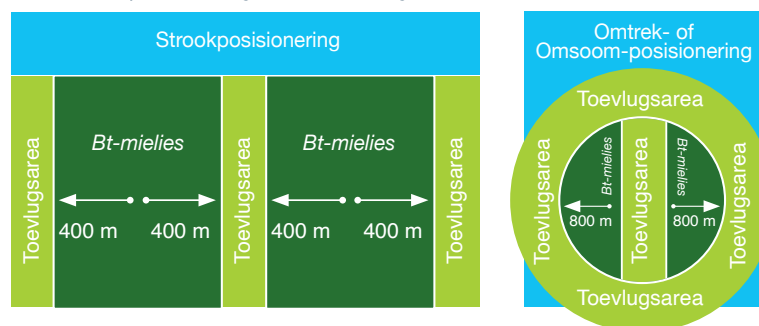 Strookposisionering
Toevlugsarea
Bt-mielies
400 m
400 m
Toevlugsarea
Bt-mielies
400 m
400 m
Toevlugsarea
Omtrek- of
Omsoom-posisionering
Toevlugsarea
Toevlugsarea
Bt-mielies
800 m
Toevlugsarea
Bt-mielies
800 m
Toevlugsarea
Toevlugsarea